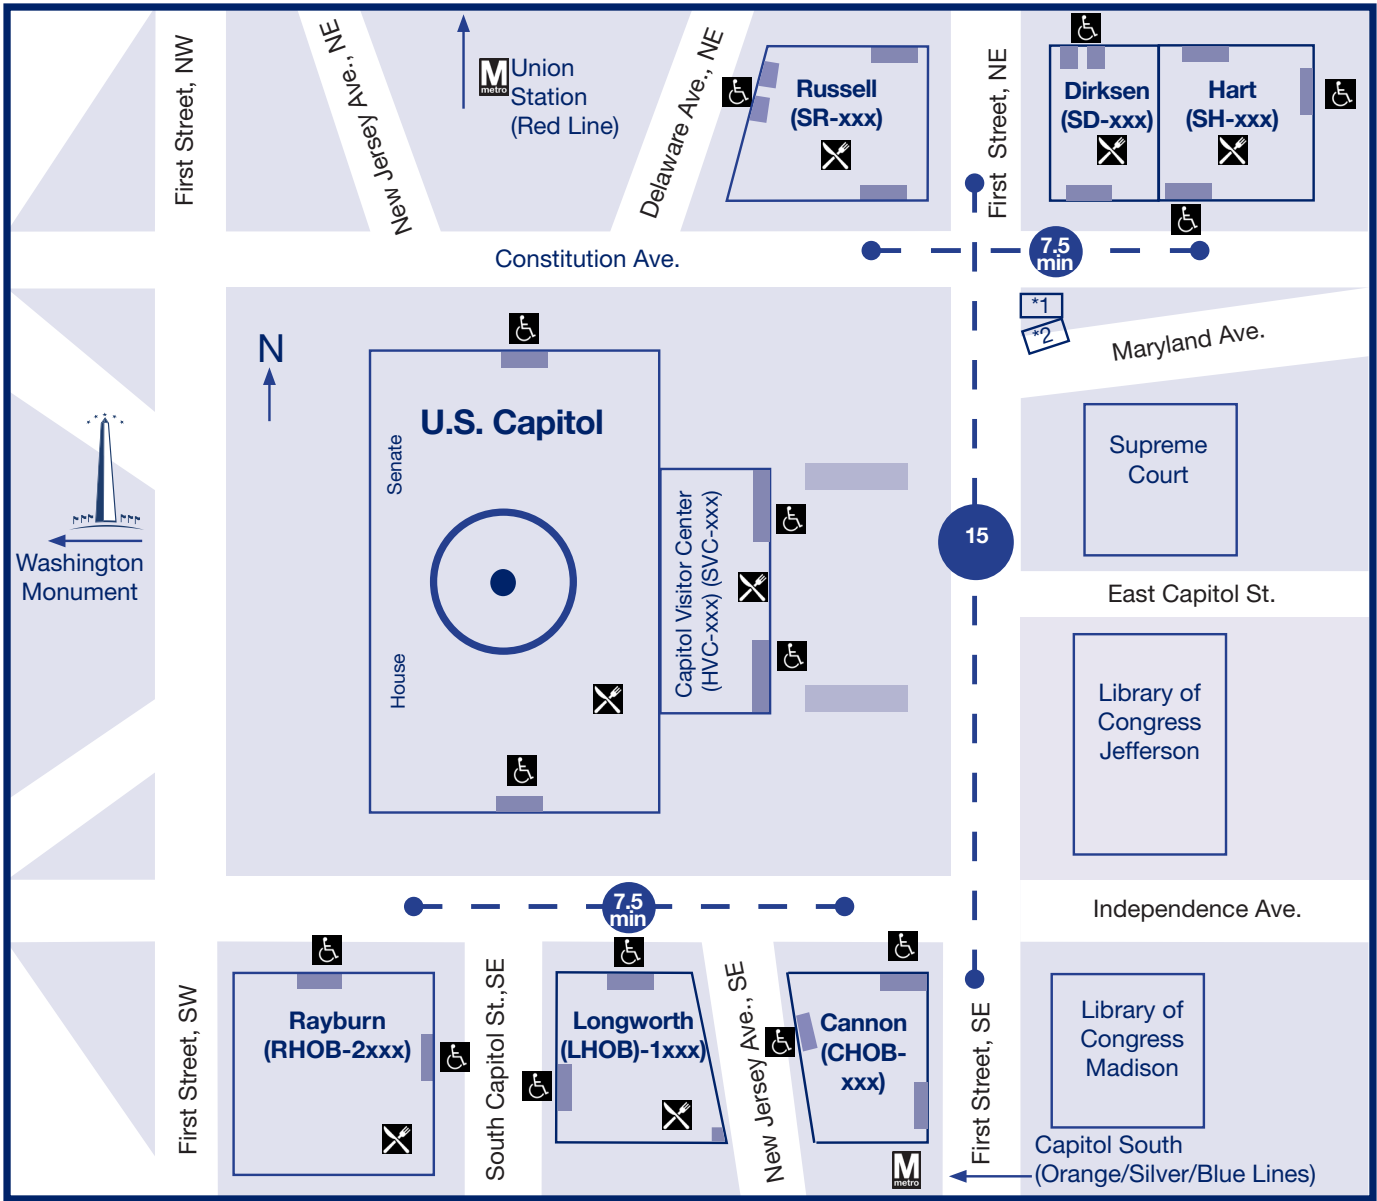 First Street, NW
New Jersey Ave., NE
M
metro
Union
Station
(Red Line)
Delaware Ave., NE
Russell
(SR-xxx)
First Street, NE
Dirksen
(SD-xxx)
Hart
(SH-xxx)
Constitution Ave.
7.5
min
*1
*2
Maryland Ave.
N
U.S. Capitol
Senate
House
Capitol Visitor Center
(HVC-xxx) (SVC-xxx)
15
Supreme
Court
Washington
Monument
East Capitol St.
Library of
Congress
Jefferson
7.5
min
Independence Ave.
First Street, SW
Rayburn
(RHOB-2xxx)
South Capitol St.,SE
Longworth
(LHOB)-1xxx)
New Jersey Ave., SE
Cannon
(CHOB-
xxx)
First Street, SE
Library of
Congress
Madison
M
metro
Capitol South
(Orange/Silver/Blue Lines)